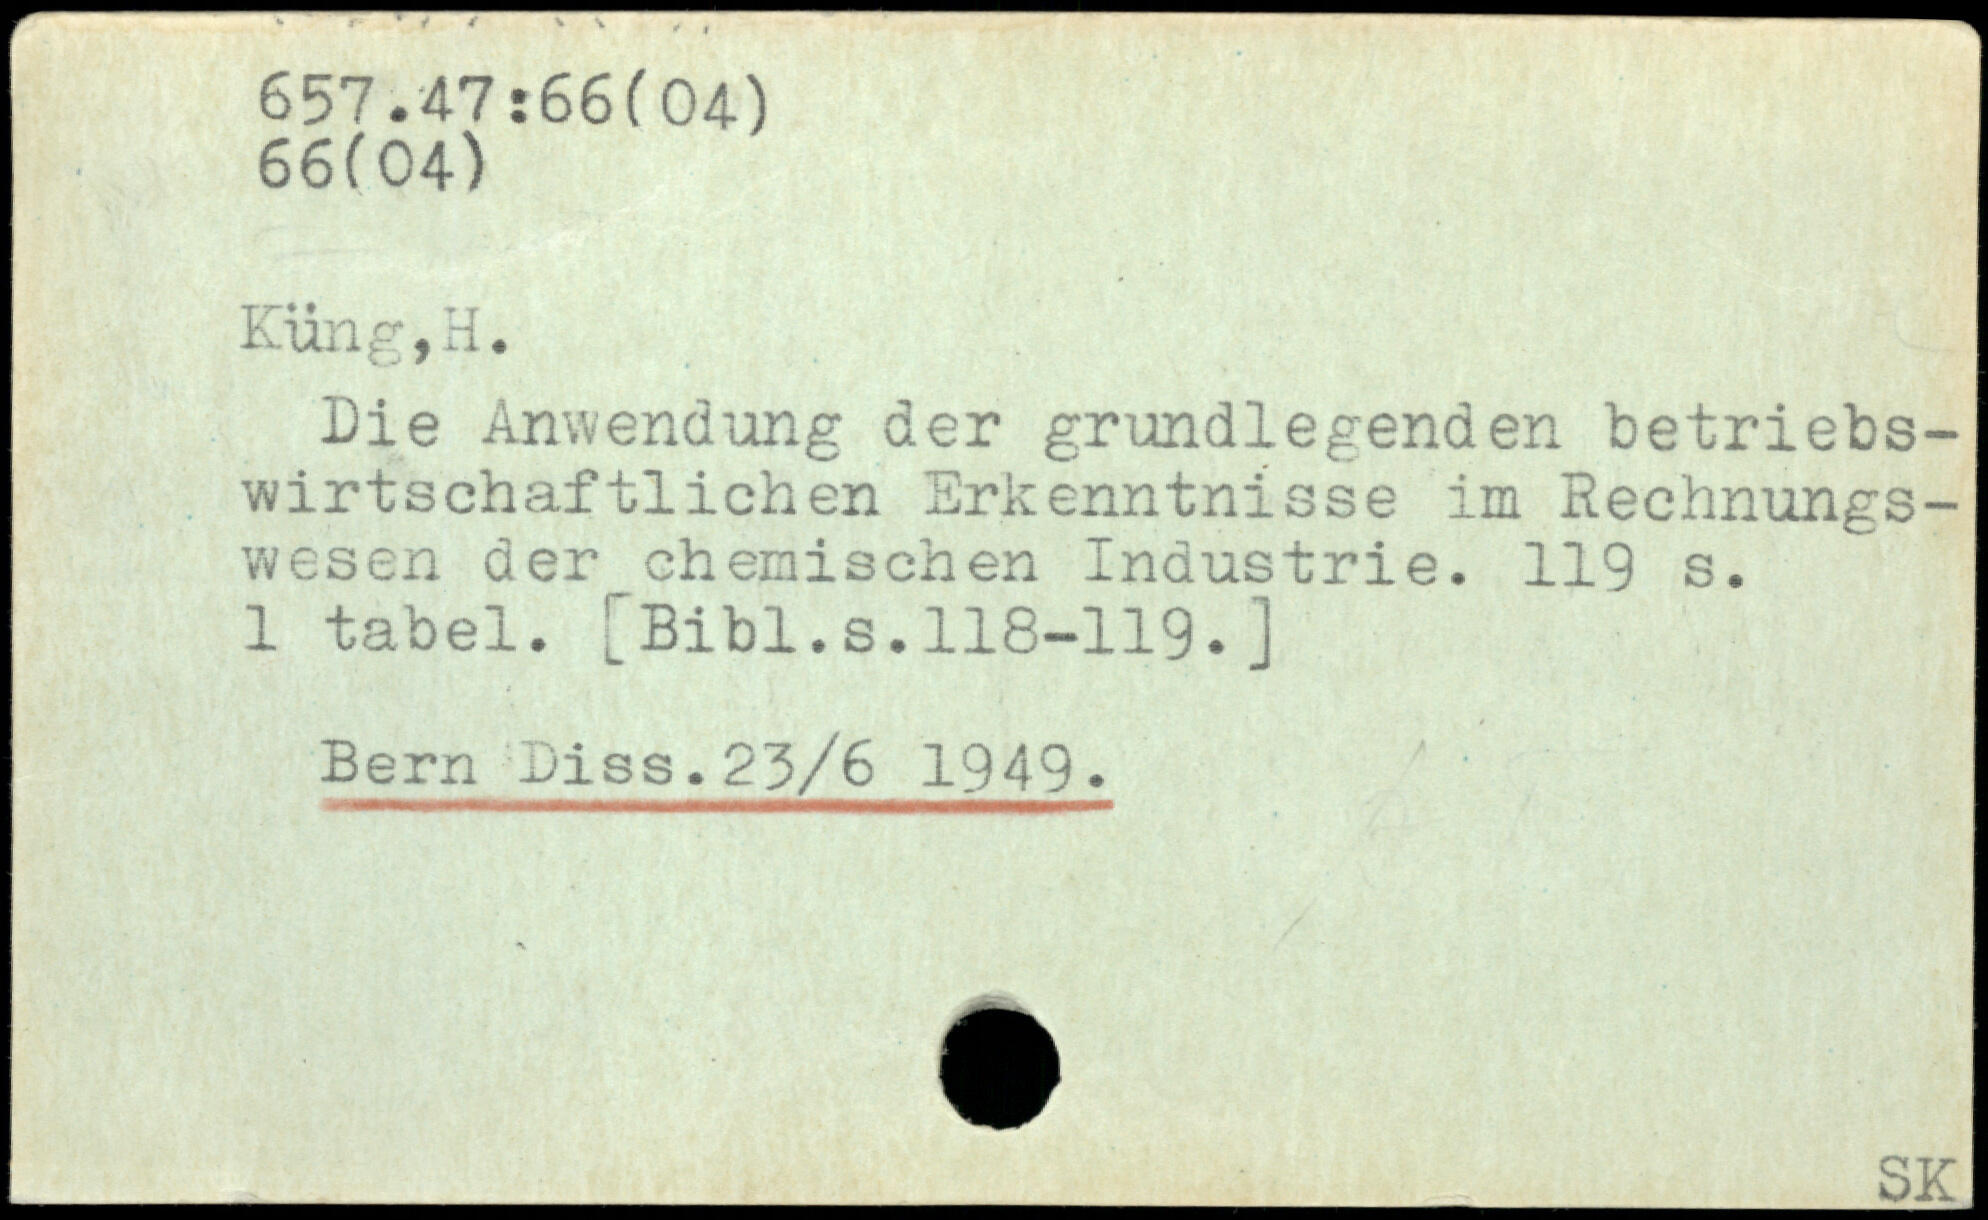 657.47:66(04)
66(04)
Küng,H.
Die Anwendung der grundlegenden betriebs-
wirtschaftlichen Erkenntnisse im Rechnungs-
wesen der chemischen Industrie. 119 s.
1 tabel. [Bibl.s.118-119.]
Bern Diss.23/6 1949.
SK